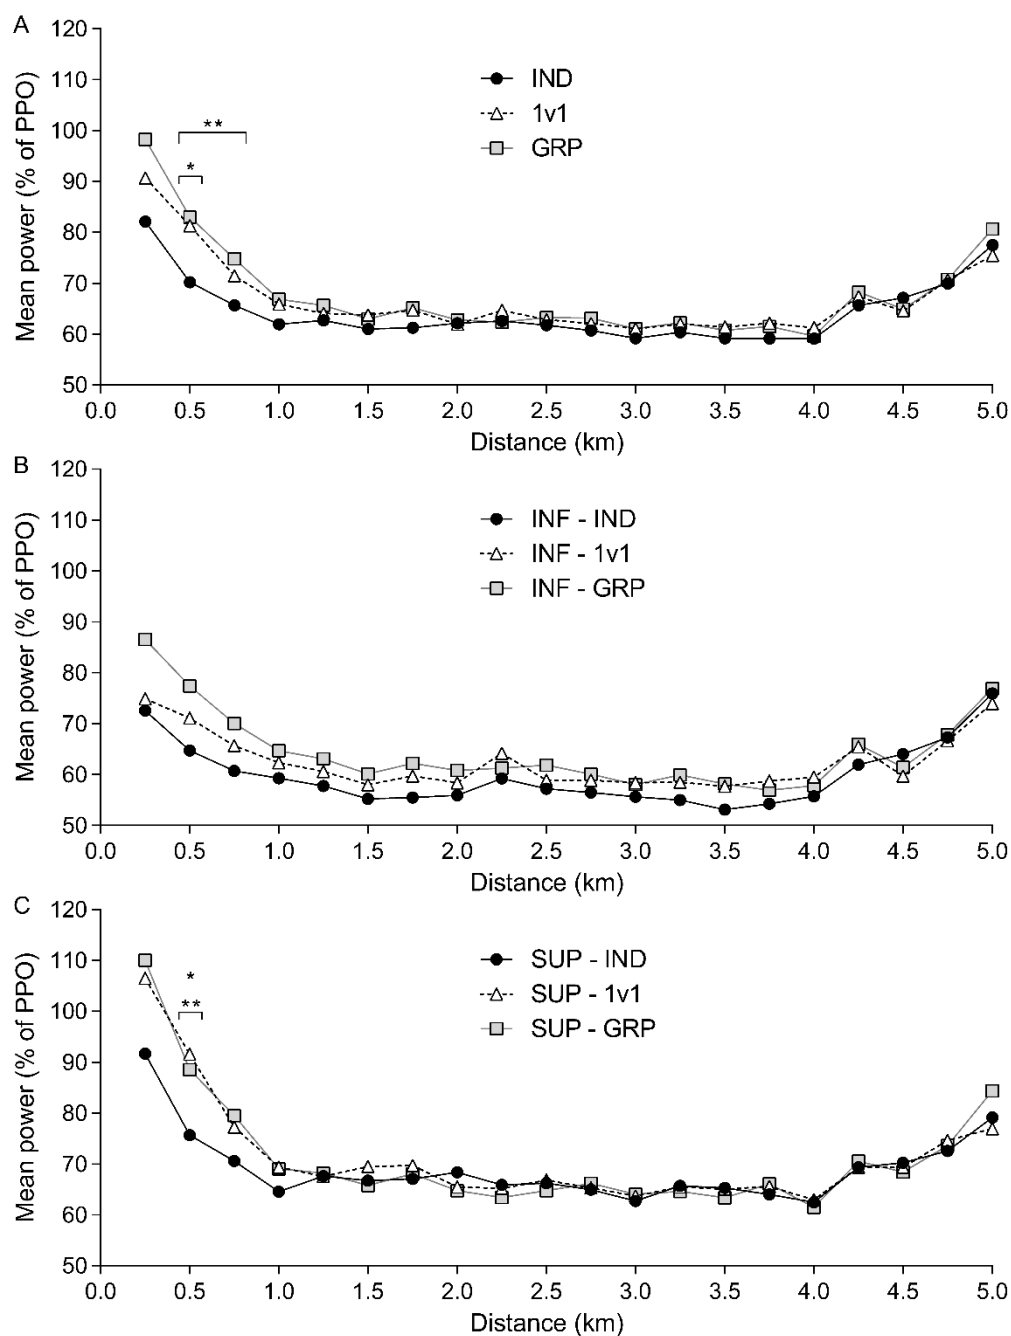 A
Mean power (% of PPO)
120
110
100
90
80
70
60
50
IND
1v1
GRP
**
*
0.0 0.5 1.0 1.5 2.0 2.5 3.0 3.5 4.0 4.5 5.0
Distance (km)
B
Mean power (% of PPO)
120
110
100
90
80
70
60
50
INF - IND
INF - 1v1
INF - GRP
0.0 0.5 1.0 1.5 2.0 2.5 3.0 3.5 4.0 4.5 5.0
Distance (km)
C
Mean power (% of PPO)
120
110
100
90
80
70
60
50
SUP - IND
SUP - 1v1
SUP - GRP
*
**
0.0 0.5 1.0 1.5 2.0 2.5 3.0 3.5 4.0 4.5 5.0
Distance (km)